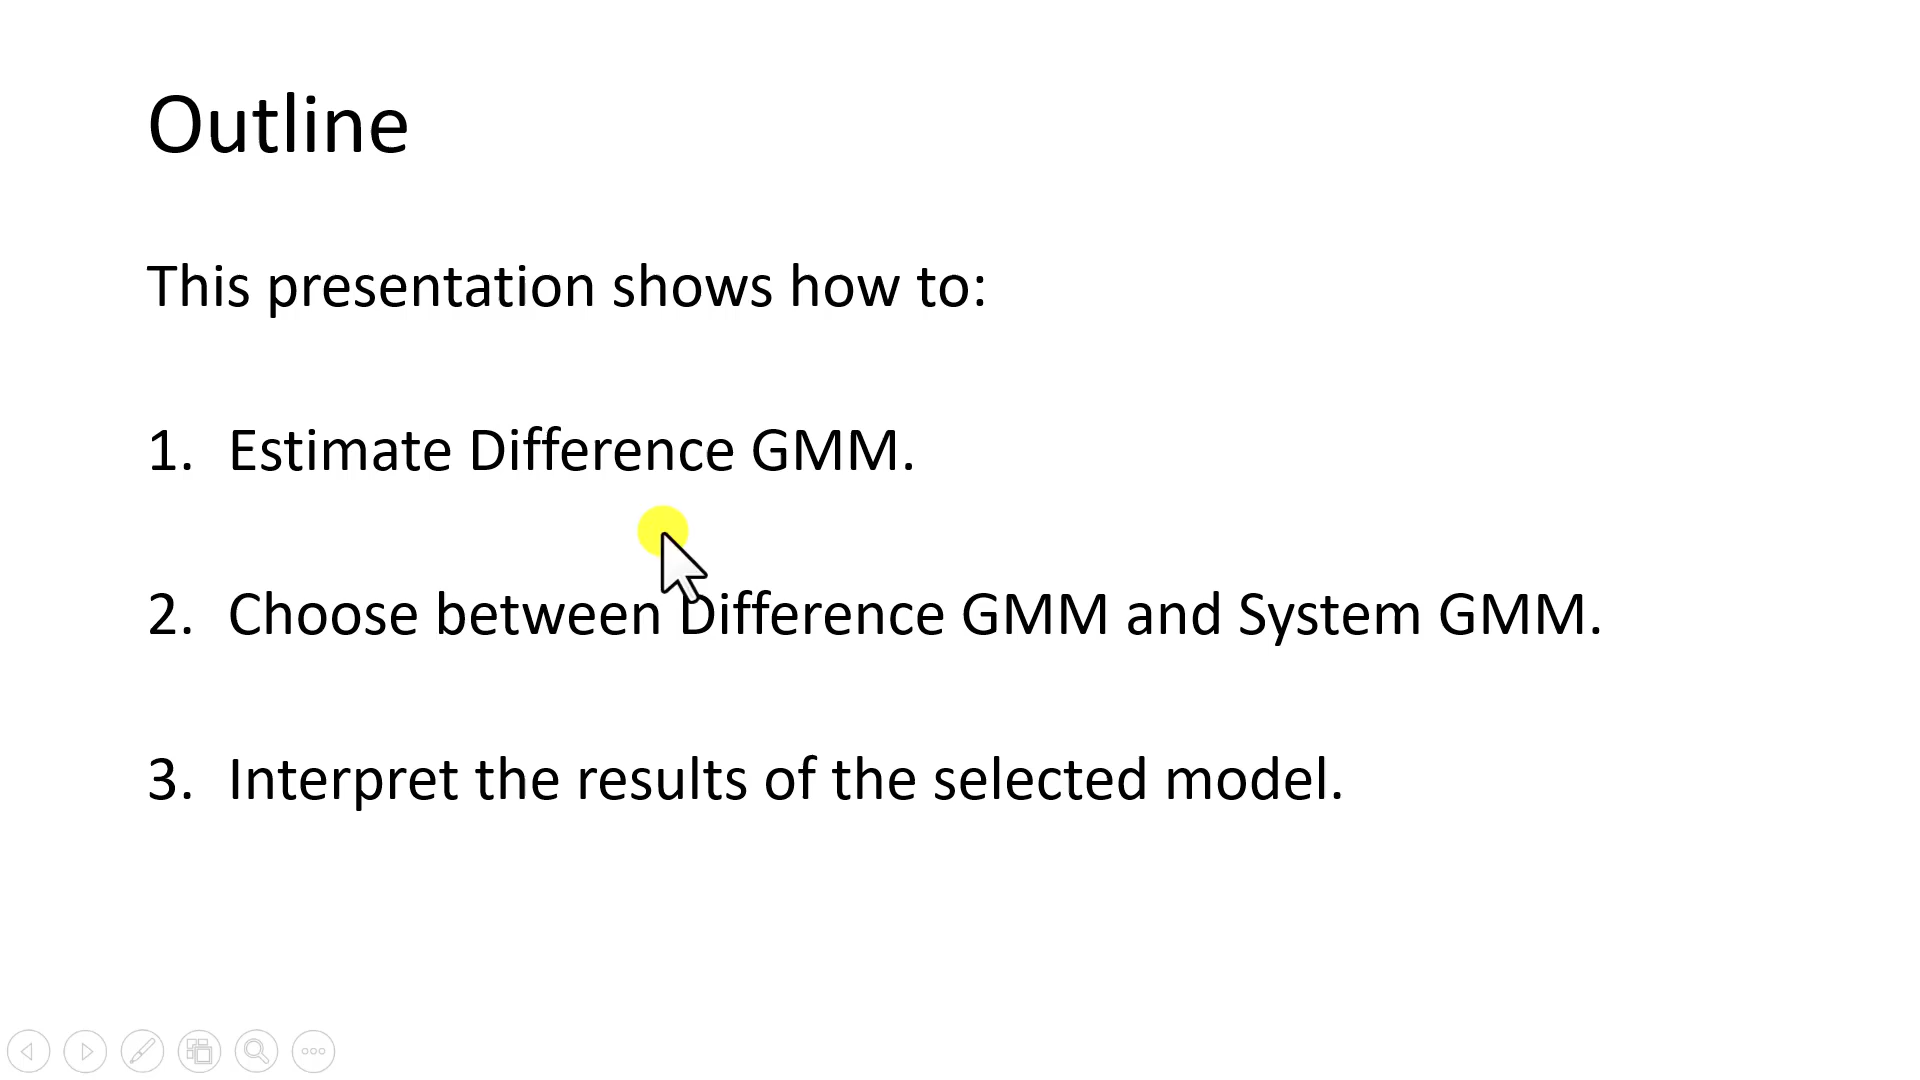 Outline
This presentation shows how to:
1. Estimate Difference GMM.
2. Choose between Difference GMM and System GMM.
3. Interpret the results of the selected model.